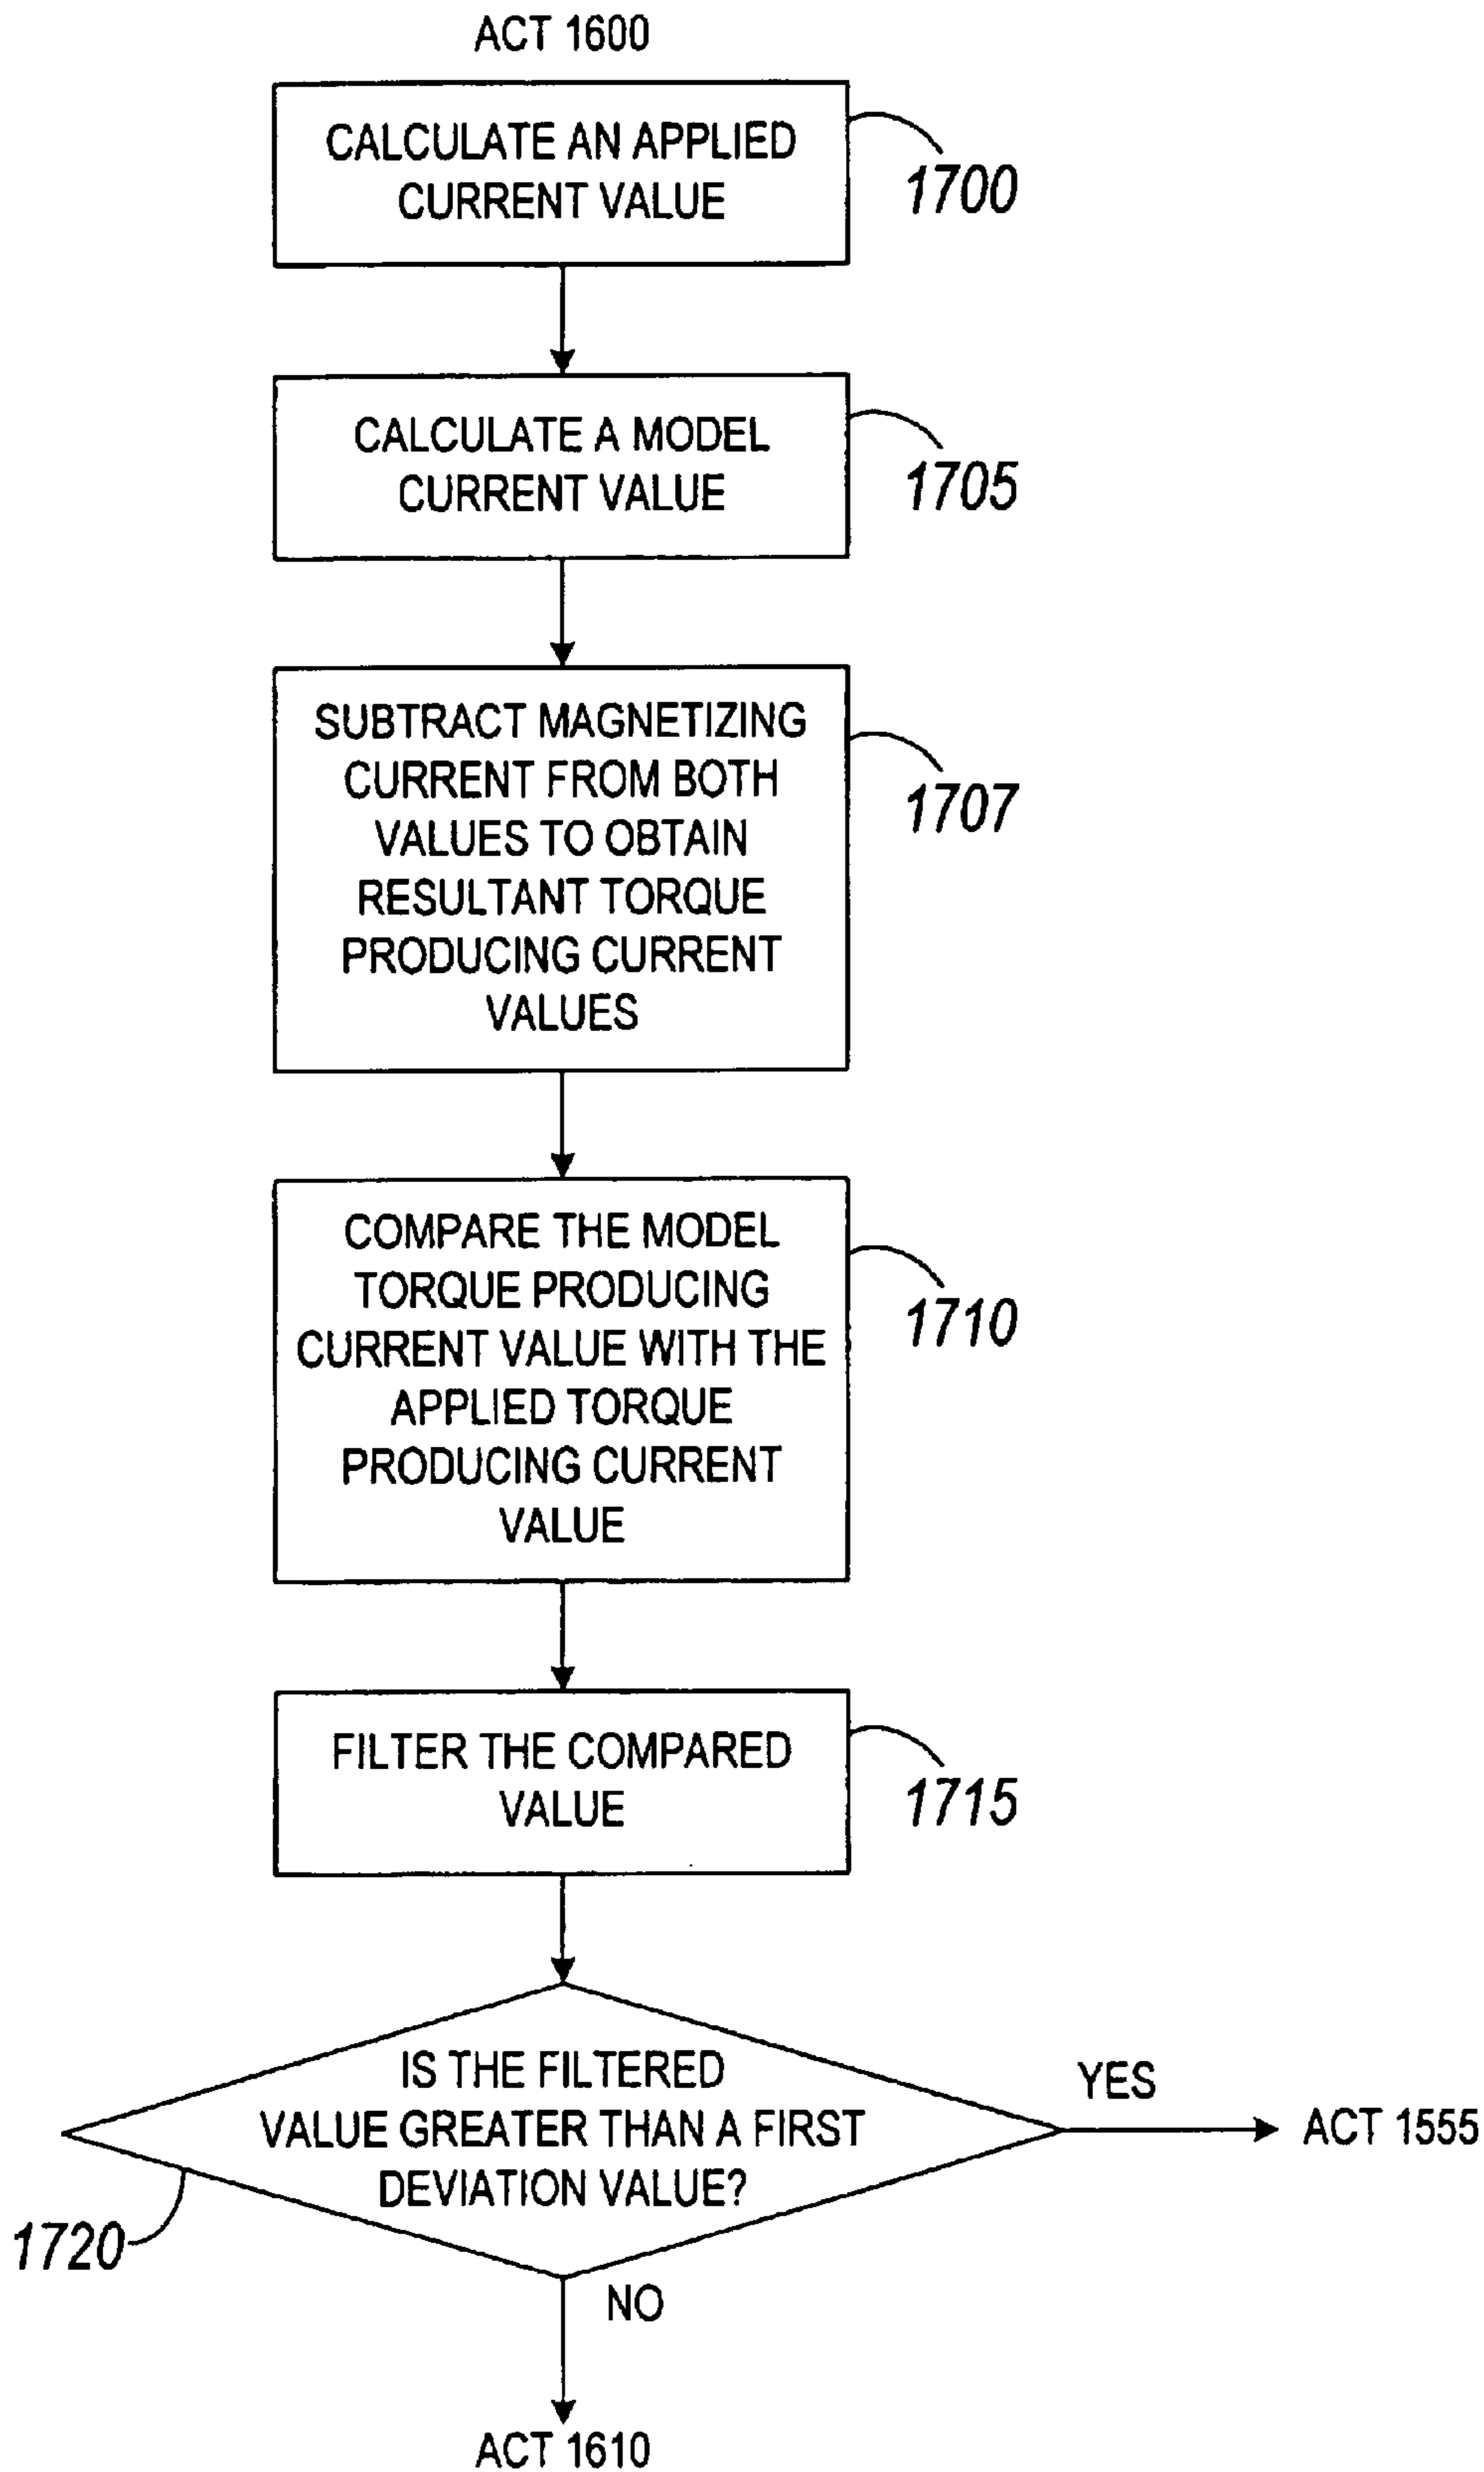 ACT 1600
CALCULATE AN APPLIED
CURRENT VALUE
1700
CALCULATE A MODEL
CURRENT VALUE
1705
SUBTRACT MAGNETIZING
CURRENT FROM BOTH
VALUES TO OBTAIN
RESULTANT TORQUE
PRODUCING CURRENT
VALUES
1707
COMPARE THE MODEL
TORQUE PRODUCING
CURRENT VALUE WITH THE
APPLIED TORQUE
PRODUCING CURRENT
VALUE
1710
FILTER THE COMPARED
VALUE
1715
IS THE FILTERED
VALUE GREATER THAN A FIRST
DEVIATION VALUE?
YES
ACT 1555
1720
NO
ACT 1610